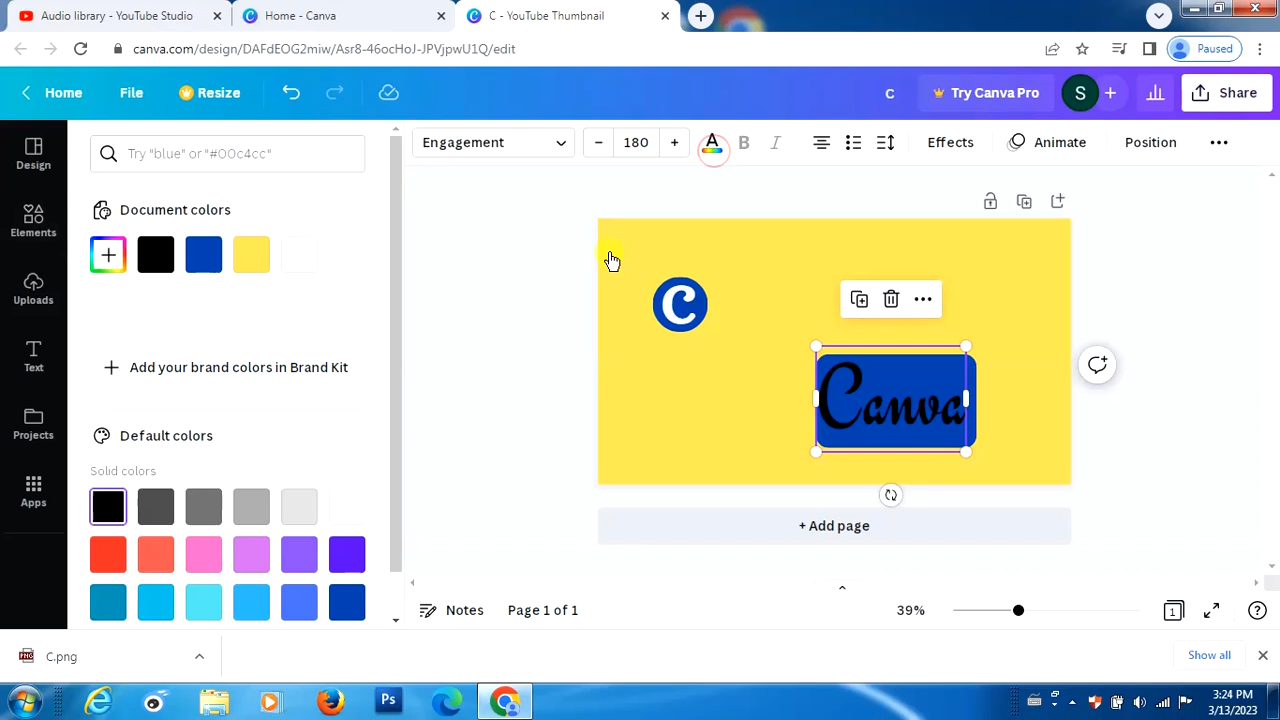 Audio library - YouTube Studio
Home - Canva
C - YouTube Thumbnail
canva.com/design/DAFdEOG2miw/Asr8-46ocHoJ-JPVjpwU1Q/edit
Paused
Home
File
Resize
C
Try Canva Pro
S
Share
Design
Elements
Uploads
Text
Projects
Apps
Try "blue" or "#00c4cc"
Document colors
Add your brand colors in Brand Kit
Default colors
Solid colors
Engagement
180
A
B
I
Effects
Animate
Position
C
Canva
+ Add page
Notes
Page 1 of 1
39%
1
C.png
Show all
Ps
3:24 PM
3/13/2023